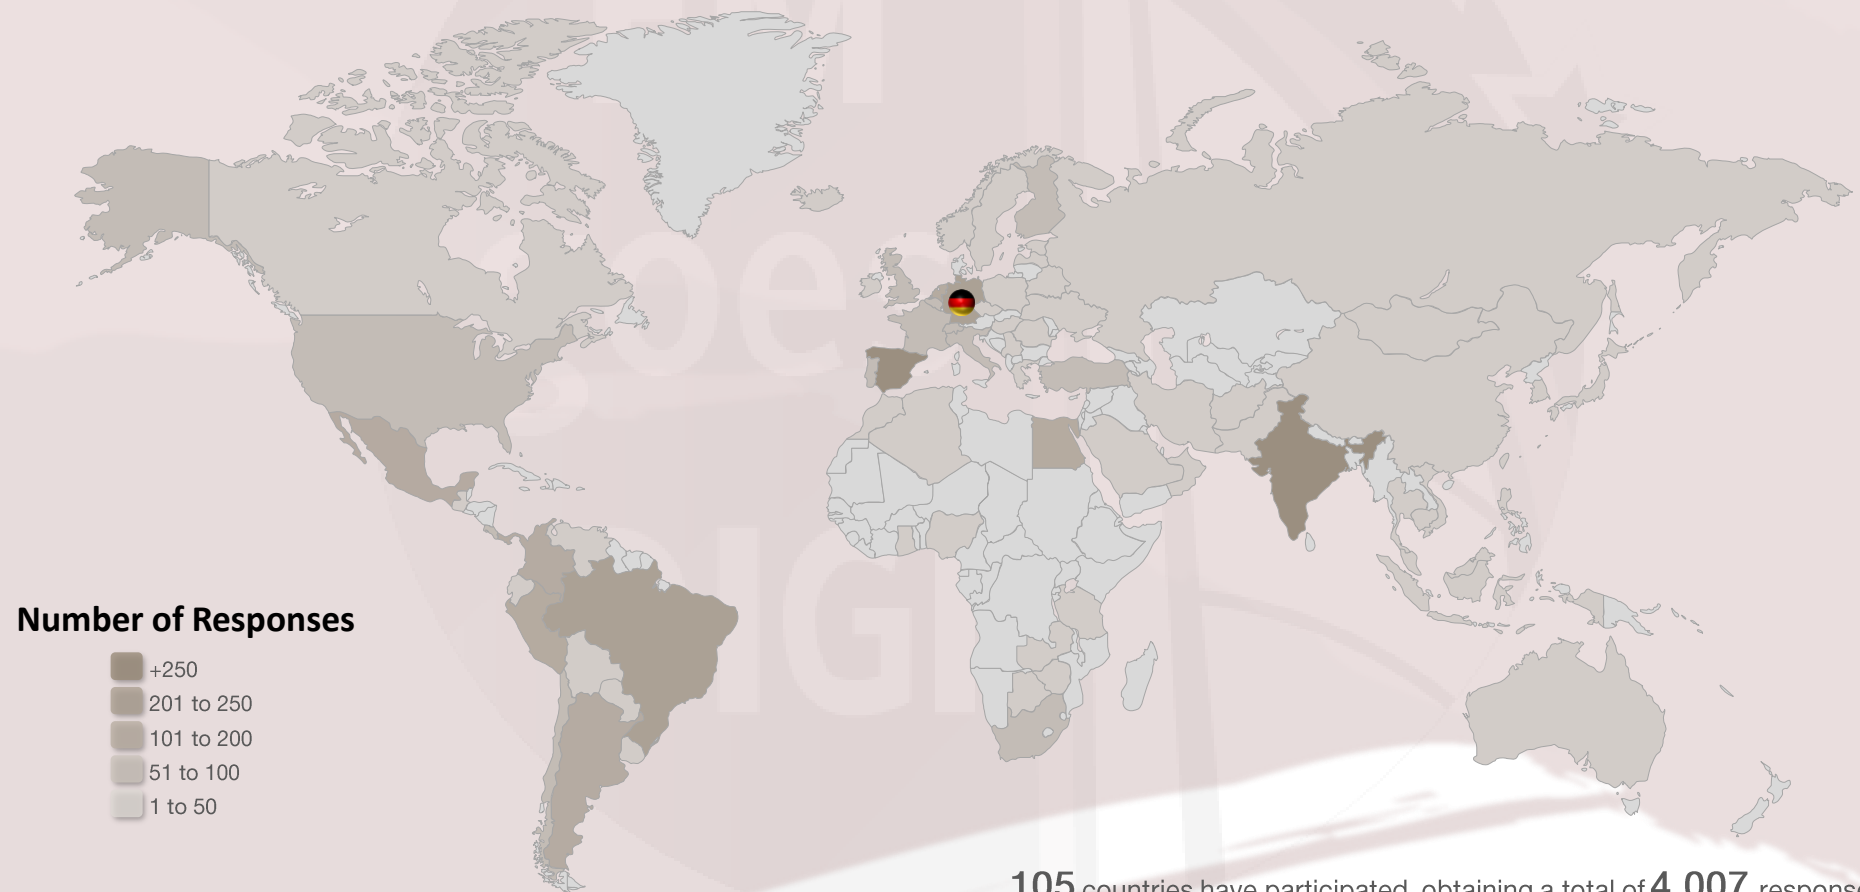 Number of Responses
+250
201 to 250
101 to 200
51 to 100
1 to 50
105 countries have participated, obtaining a total of 4.007